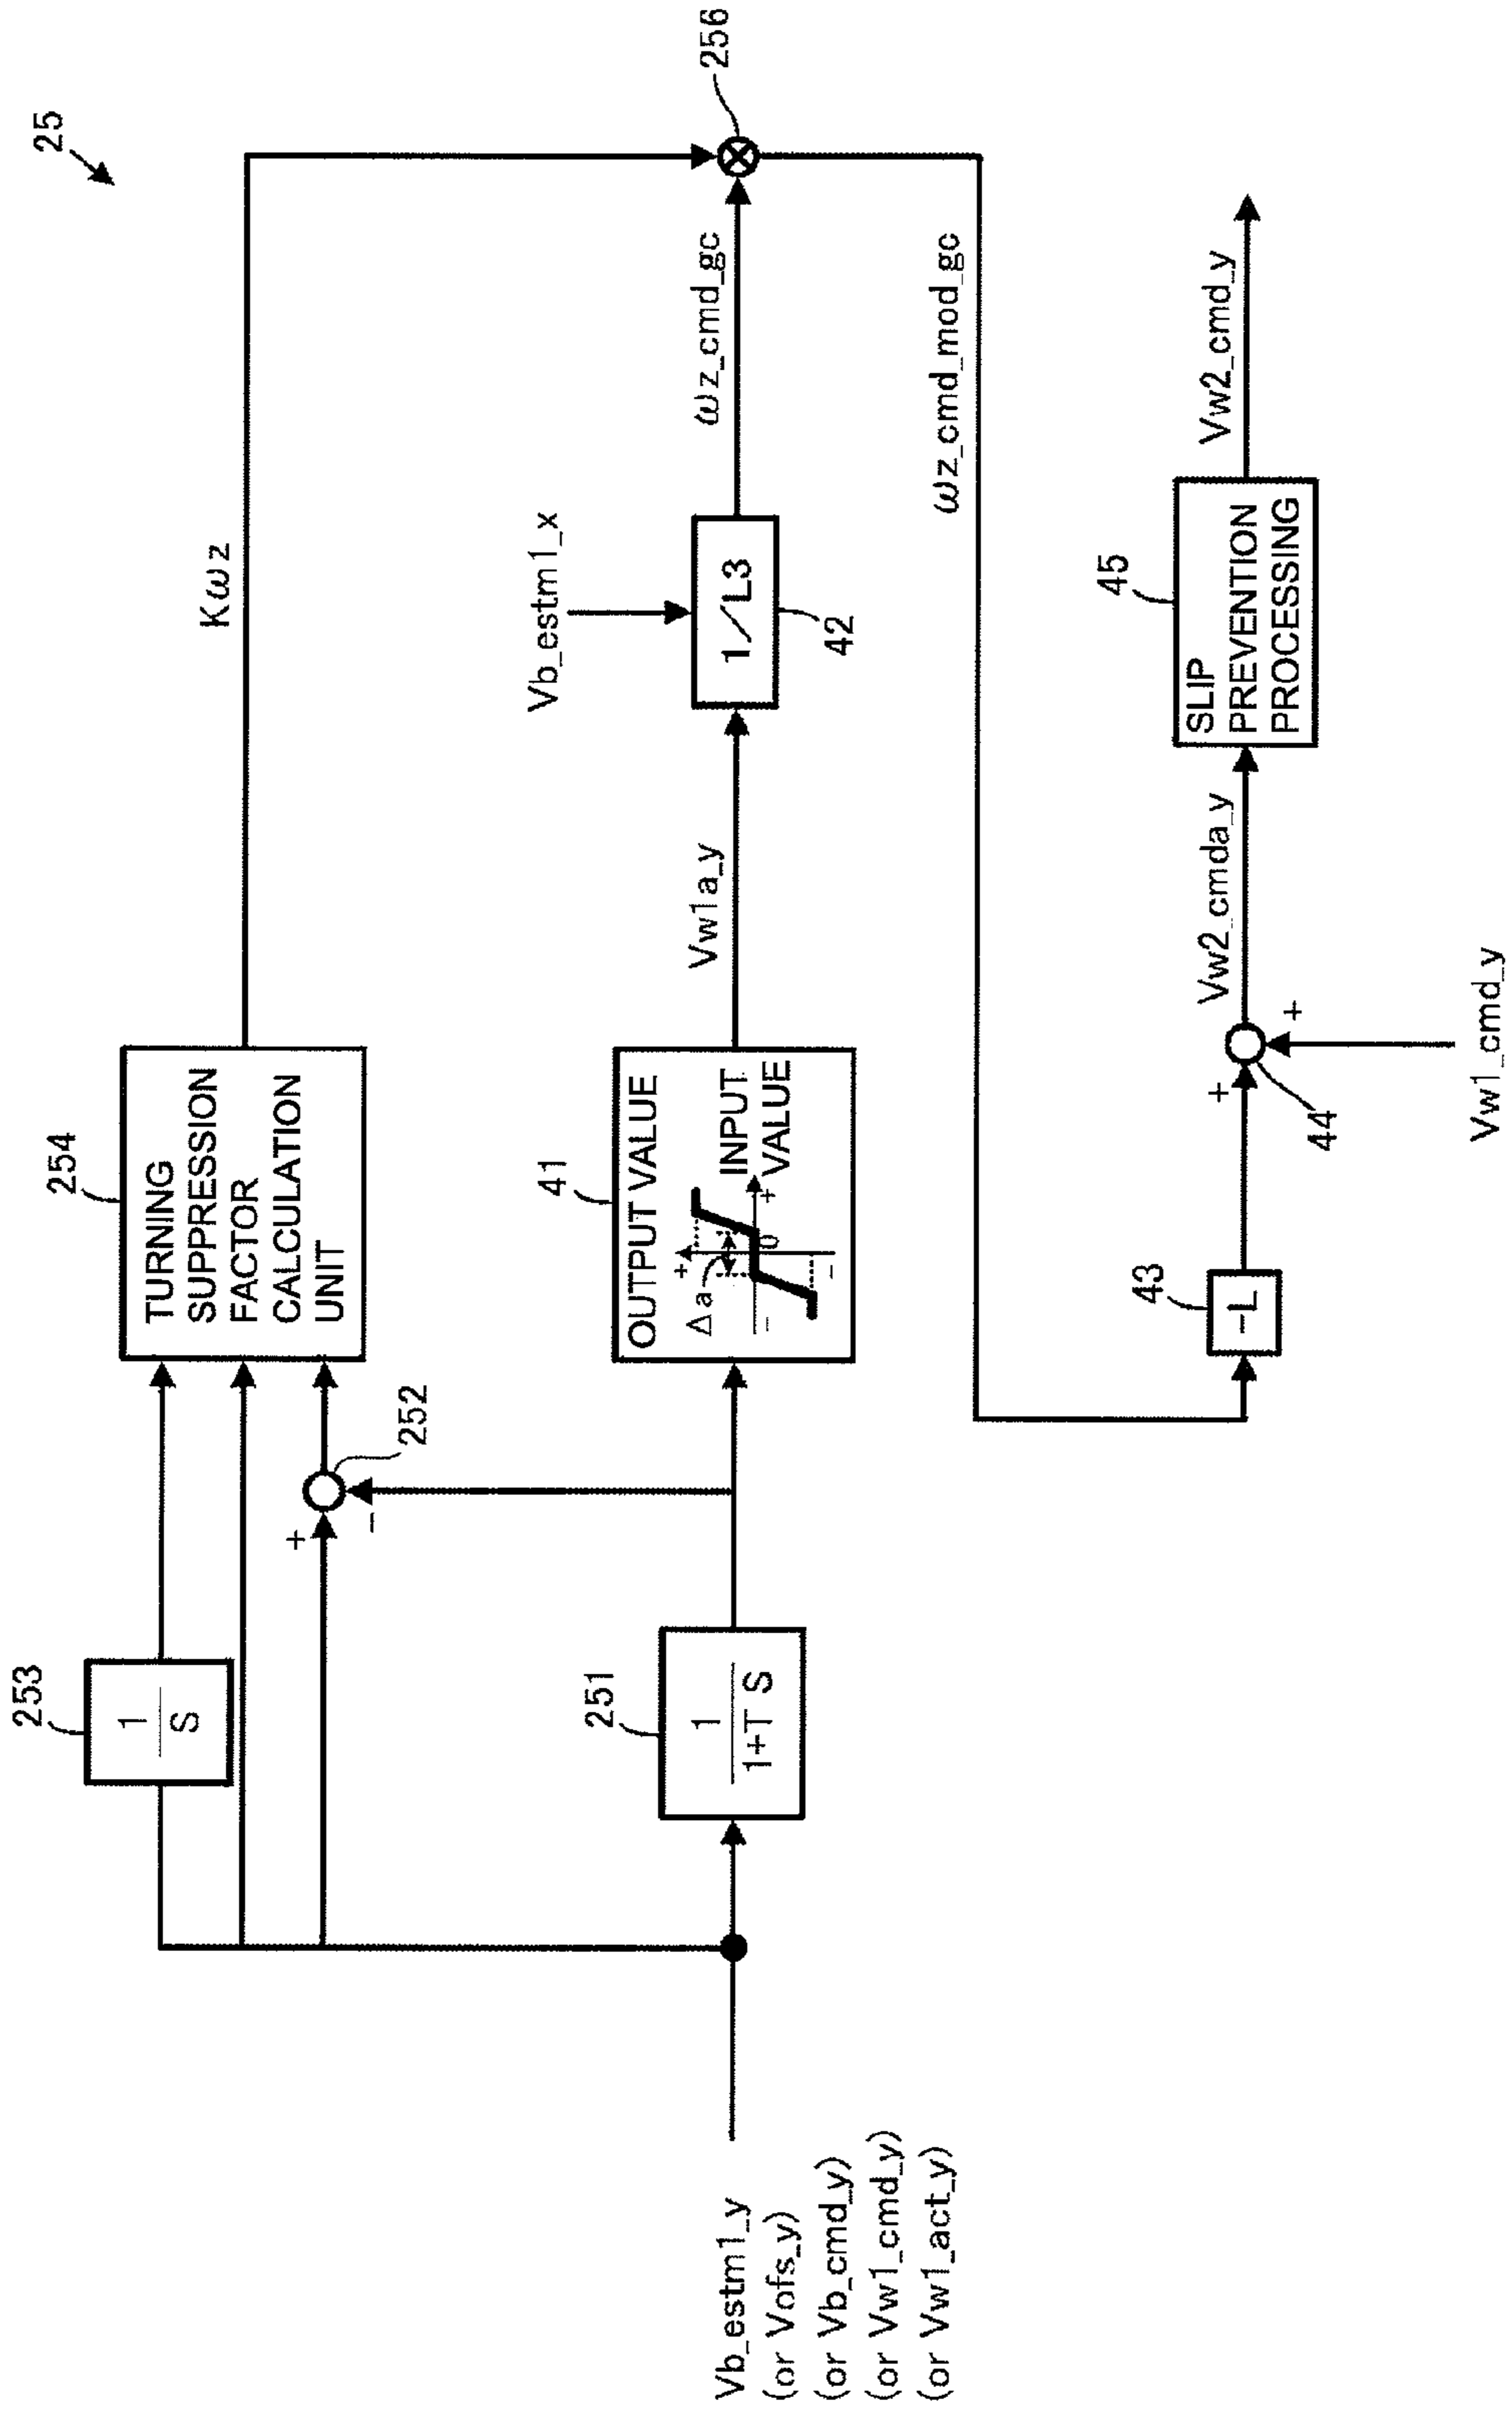 25
253
1
S
254
TURNING
SUPPRESSION
FACTOR
CALCULATION
UNIT
Kωz
+
−
252
251
1
1+T S
41
OUTPUT VALUE
INPUT
VALUE
Δa
+
−
0
+
−
Vw1a_y
Vb_estm1_x
1/L3
42
ωz_cmd_gc
256
Vb_estm1_y
(or Vofs_y)
(or Vb_cmd_y)
(or Vw1_cmd_y)
(or Vw1_act_y)
ωz_cmd_mod_gc
43
-L
+
+
44
Vw1_cmd_y
Vw2_cmda_y
45
SLIP
PREVENTION
PROCESSING
Vw2_cmd_y